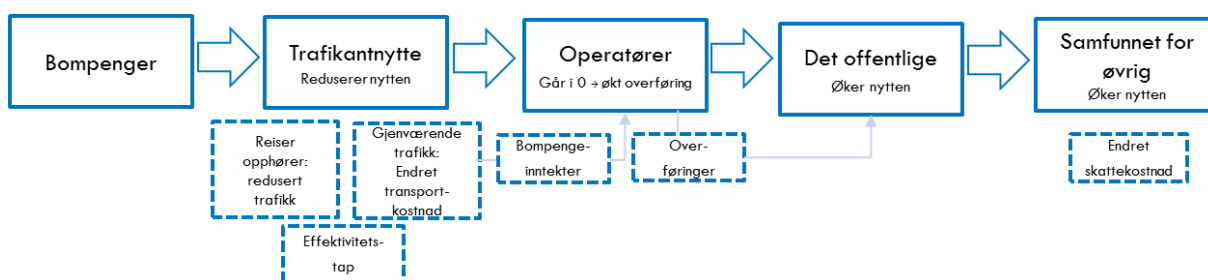 Bompenger
Trafikantnytte
Reduserer nytten
Operatører
Går i 0 → økt overføring
Det offentlige
Øker nytten
Samfunnet for
øvrig
Øker nytten
Reiser
opphører:
redusert
trafikk
Gjenværende
trafikk:
Endret
transport-
kostnad
Effektivitets-
tap
Bompenge-
inntekter
Over-
føringer
Endret
skattekostnad